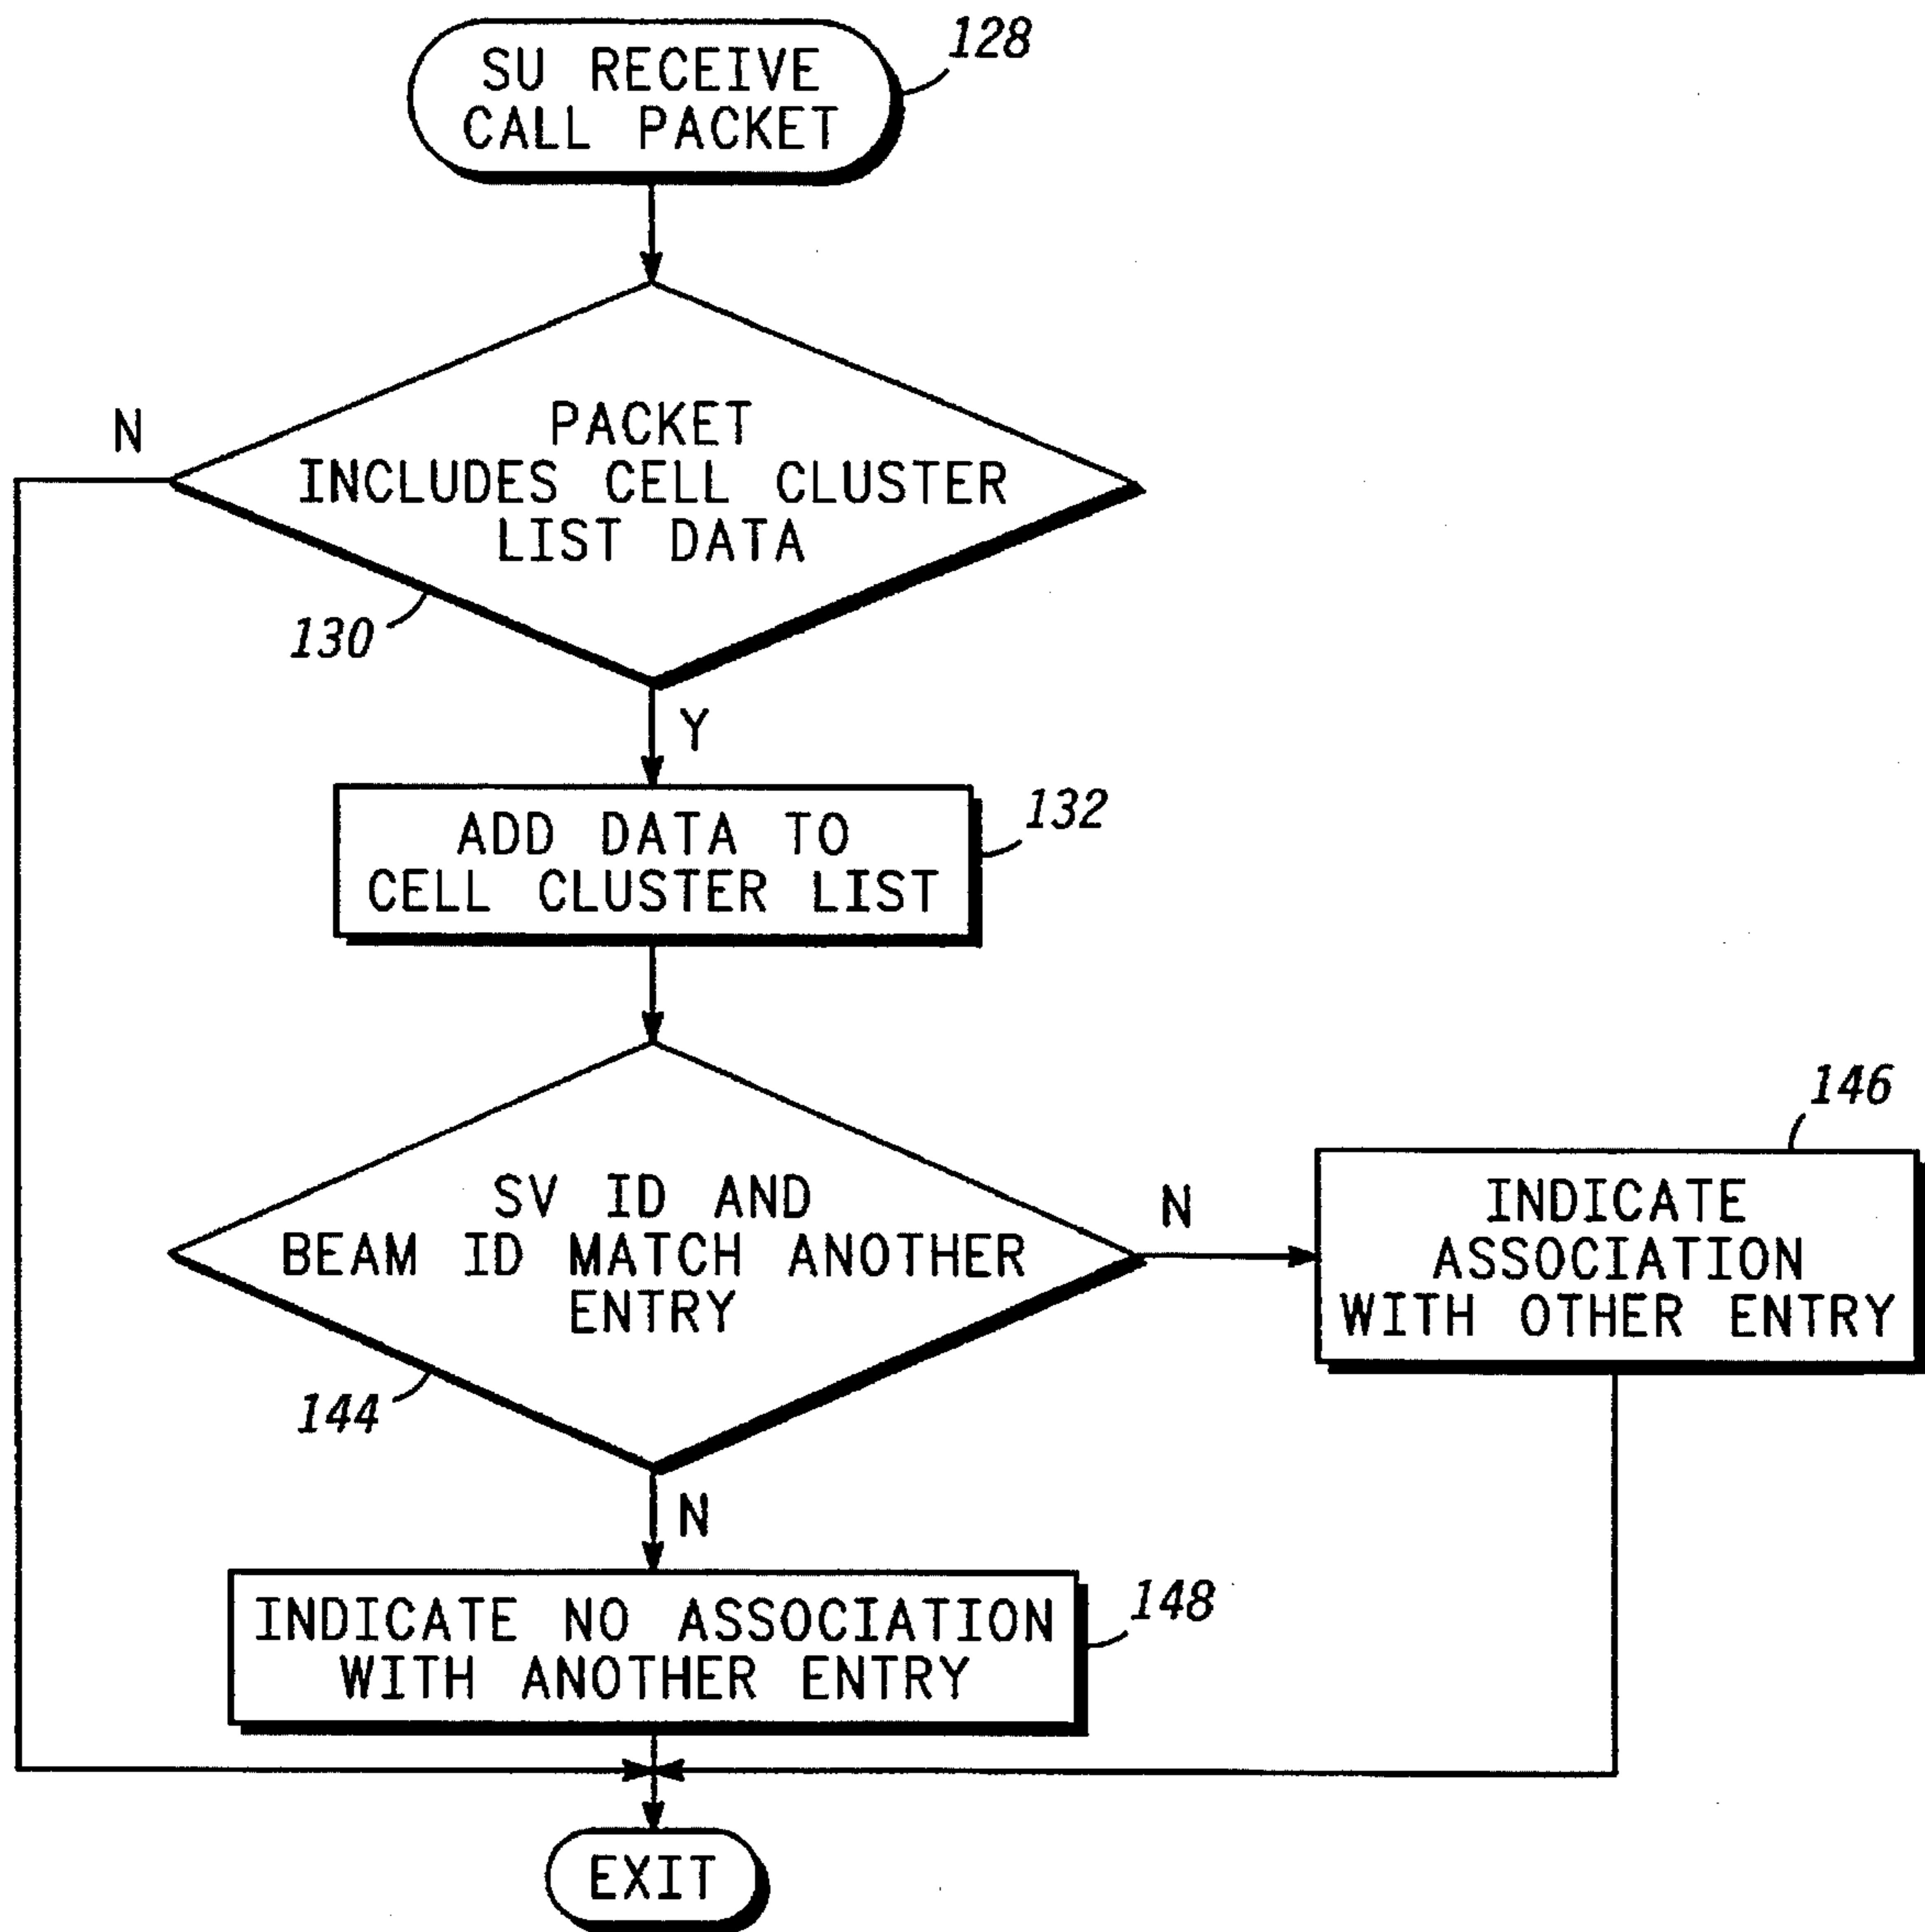 SU RECEIVE
CALL PACKET
128
PACKET
INCLUDES CELL CLUSTER
LIST DATA
N
130
Y
ADD DATA TO
CELL CLUSTER LIST
132
SV ID AND
BEAM ID MATCH ANOTHER
ENTRY
N
144
146
INDICATE
ASSOCIATION
WITH OTHER ENTRY
N
INDICATE NO ASSOCIATION
WITH ANOTHER ENTRY
148
EXIT